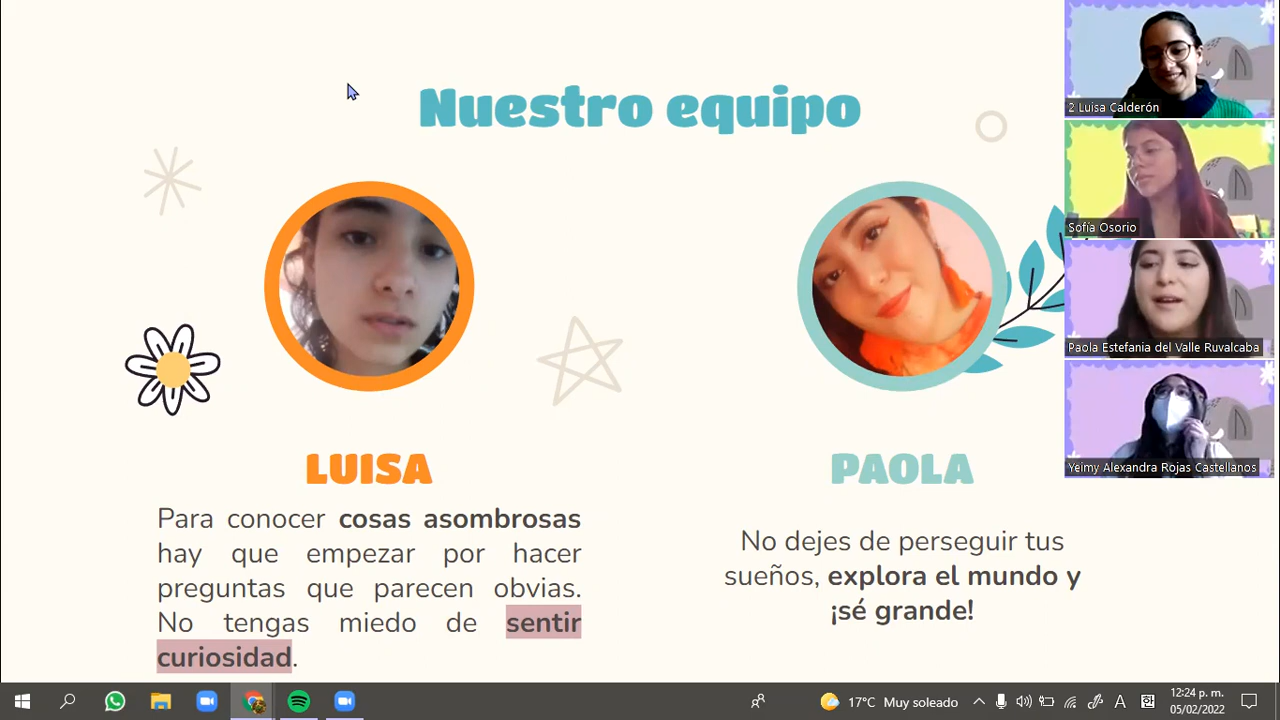 Nuestro equipo
2 Luisa Calderón
Sofía Osorio
Paola Estefania del Valle Ruvalcaba
Yeimy Alexandra Rojas Castellanos
LUISA
Para conocer cosas asombrosas
hay que empezar por hacer
preguntas que parecen obvias.
No tengas miedo de sentir
curiosidad.
PAOLA
No dejes de perseguir tus
sueños, explora el mundo y
¡sé grande!
17°C Muy soleado
A
한
12:24 p. m.
05/02/2022